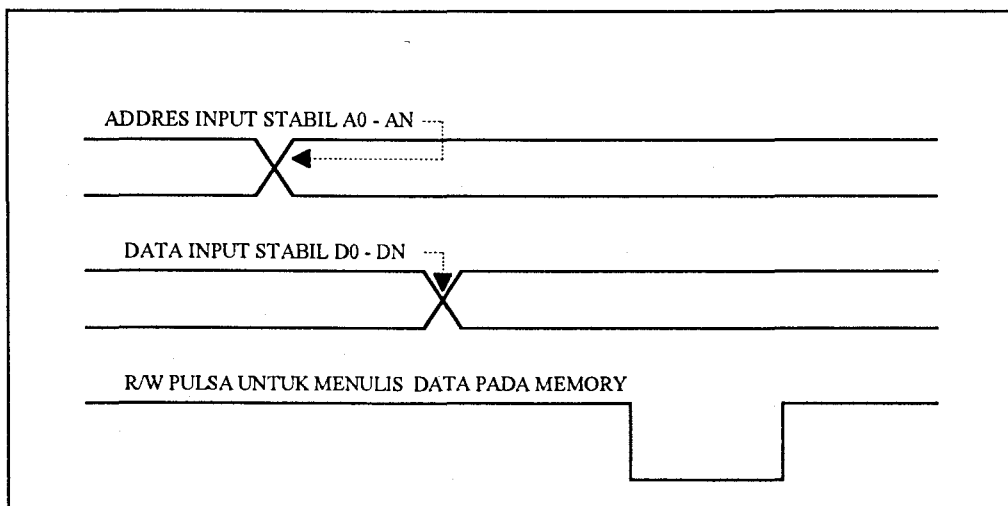 ADDRES INPUT STABIL A0 - AN
DATA INPUT STABIL D0 - DN
R/W PULSA UNTUK MENULIS DATA PADA MEMORY